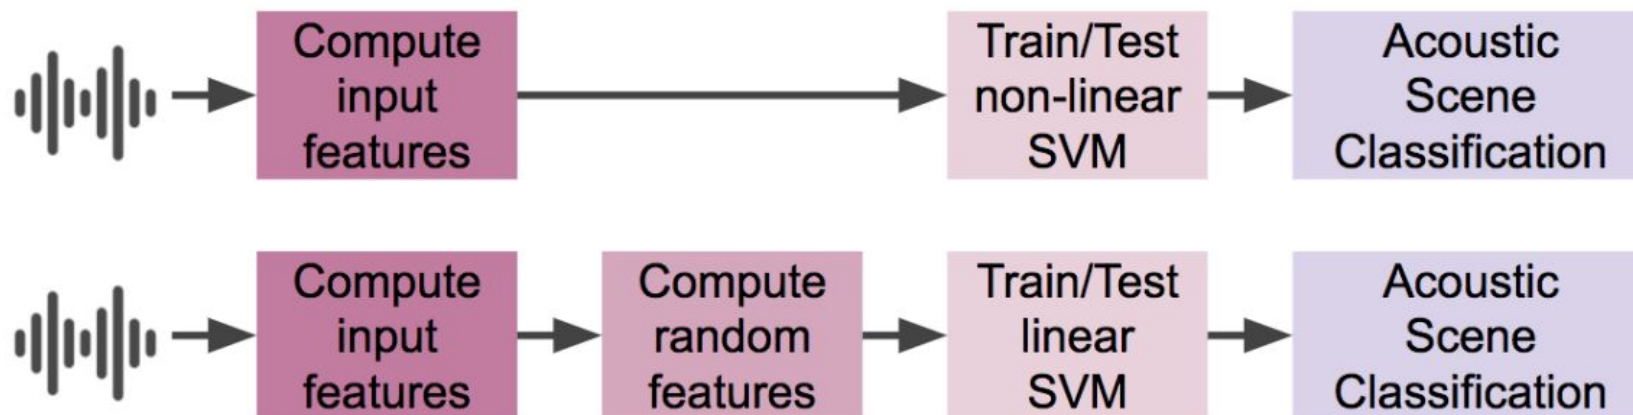 Compute
input
features
Train/Test
non-linear
SVM
Acoustic
Scene
Classification
Compute
input
features
Compute
random
features
Train/Test
linear
SVM
Acoustic
Scene
Classification